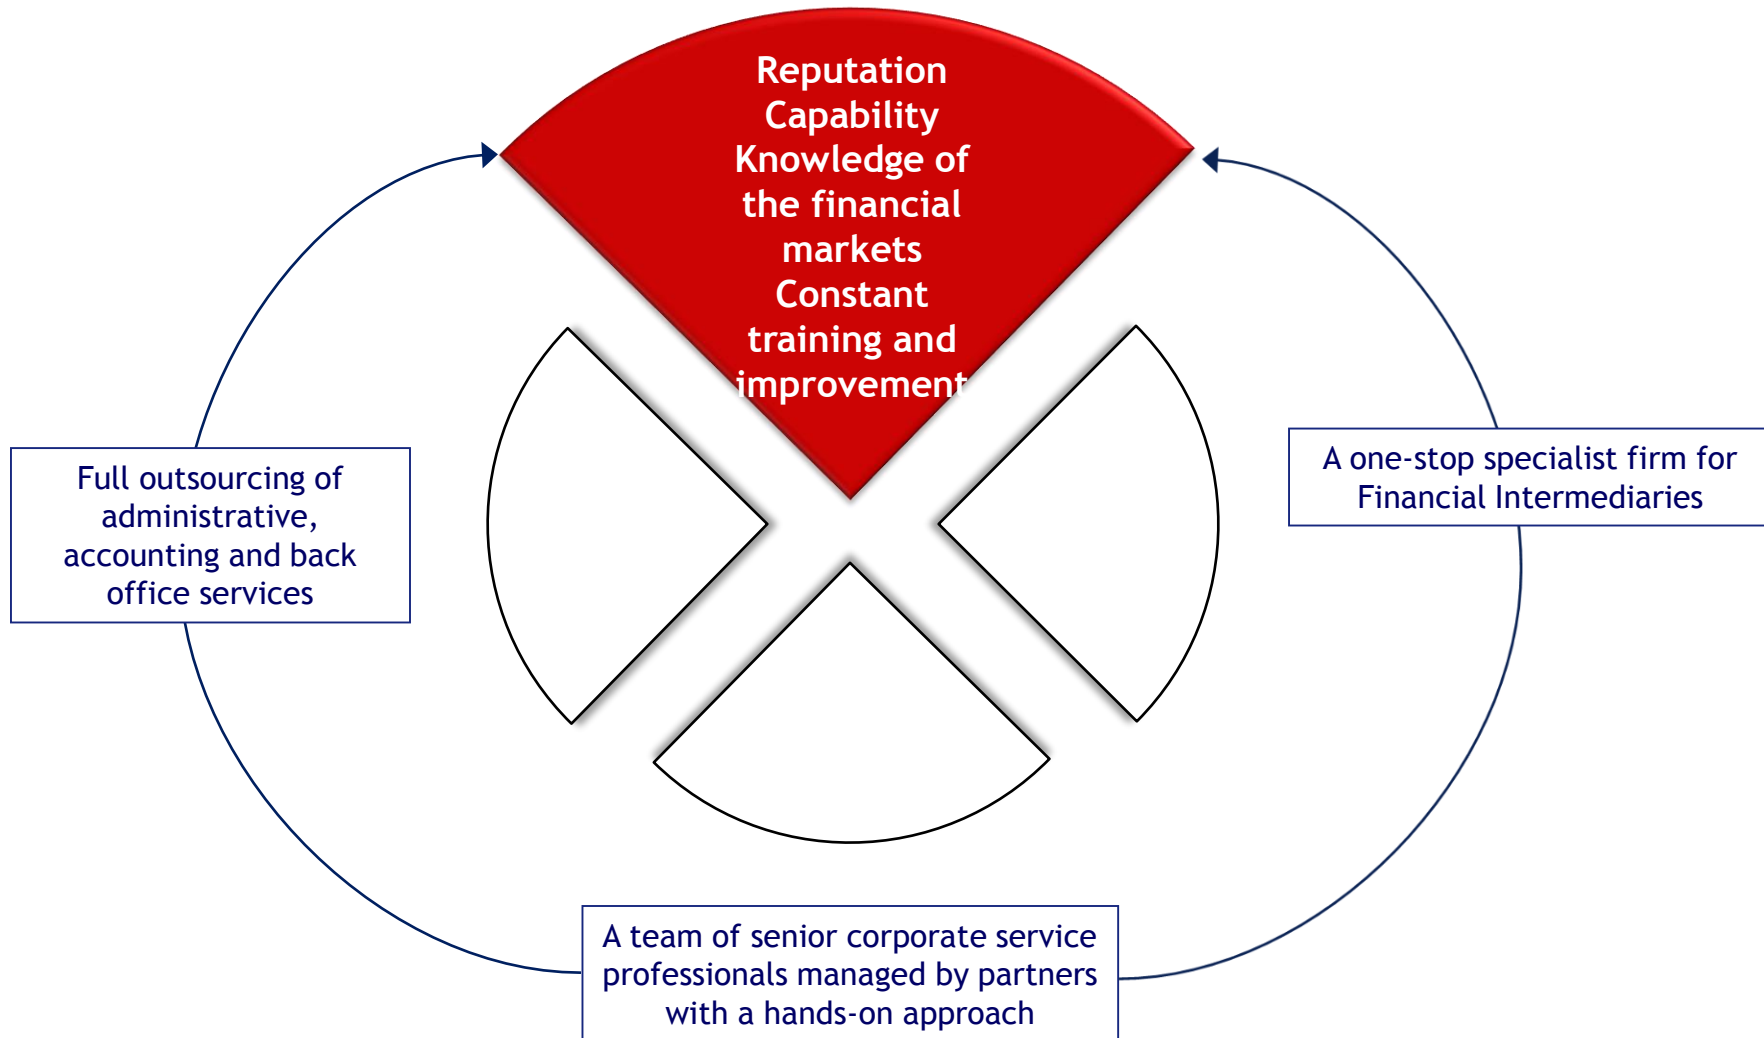 Reputation
Capability
Knowledge of
the financial
markets
Constant
training and
improvement
Full outsourcing of
administrative,
accounting and back
office services
A one-stop specialist firm for
Financial Intermediaries
A team of senior corporate service
professionals managed by partners
with a hands-on approach